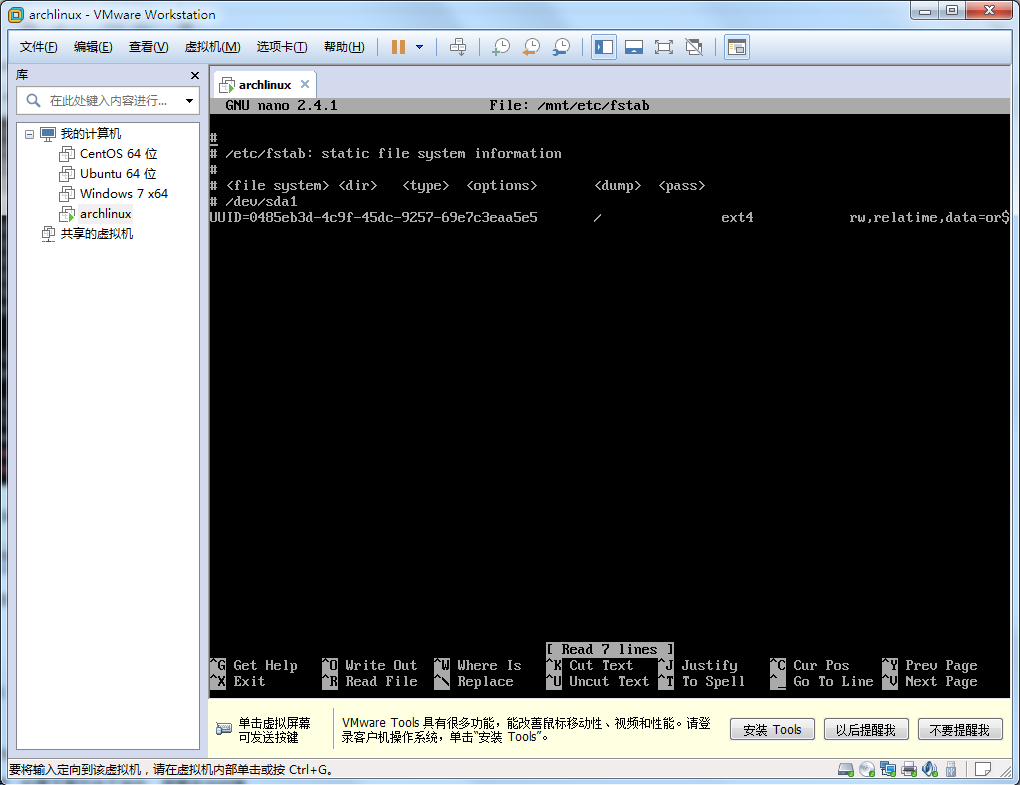 archlinux - VMware Workstation
文件(F) 编辑(E) 查看(V) 虚拟机(M) 选项卡(T) 帮助(H)
库
在此处键入内容进行...
我的计算机
CentOS 64 位
Ubuntu 64 位
Windows 7 x64
archlinux
共享的虚拟机
archlinux
GNU nano 2.4.1 File: /mnt/etc/fstab
#
# /etc/fstab: static file system information
#
# <file system> <dir> <type> <options> <dump> <pass>
# /dev/sda1
UUID=0485eb3d-4c9f-45dc-9257-69e7c3eaa5e5 / ext4 rw,relatime,data=or$
[ Read 7 lines ]
^G Get Help ^O Write Out ^W Where Is ^K Cut Text ^J Justify ^C Cur Pos ^Y Prev Page
^X Exit ^R Read File ^\ Replace ^U Uncut Text ^T To Spell ^_ Go To Line ^V Next Page
单击虚拟屏幕
可发送按键
VMware Tools 具有很多功能，能改善鼠标移动性、视频和性能。请登
录客户机操作系统，单击“安装 Tools”。
安装 Tools 以后提醒我 不要提醒我
要将输入定向到该虚拟机，请在虚拟机内部单击或按 Ctrl+G。